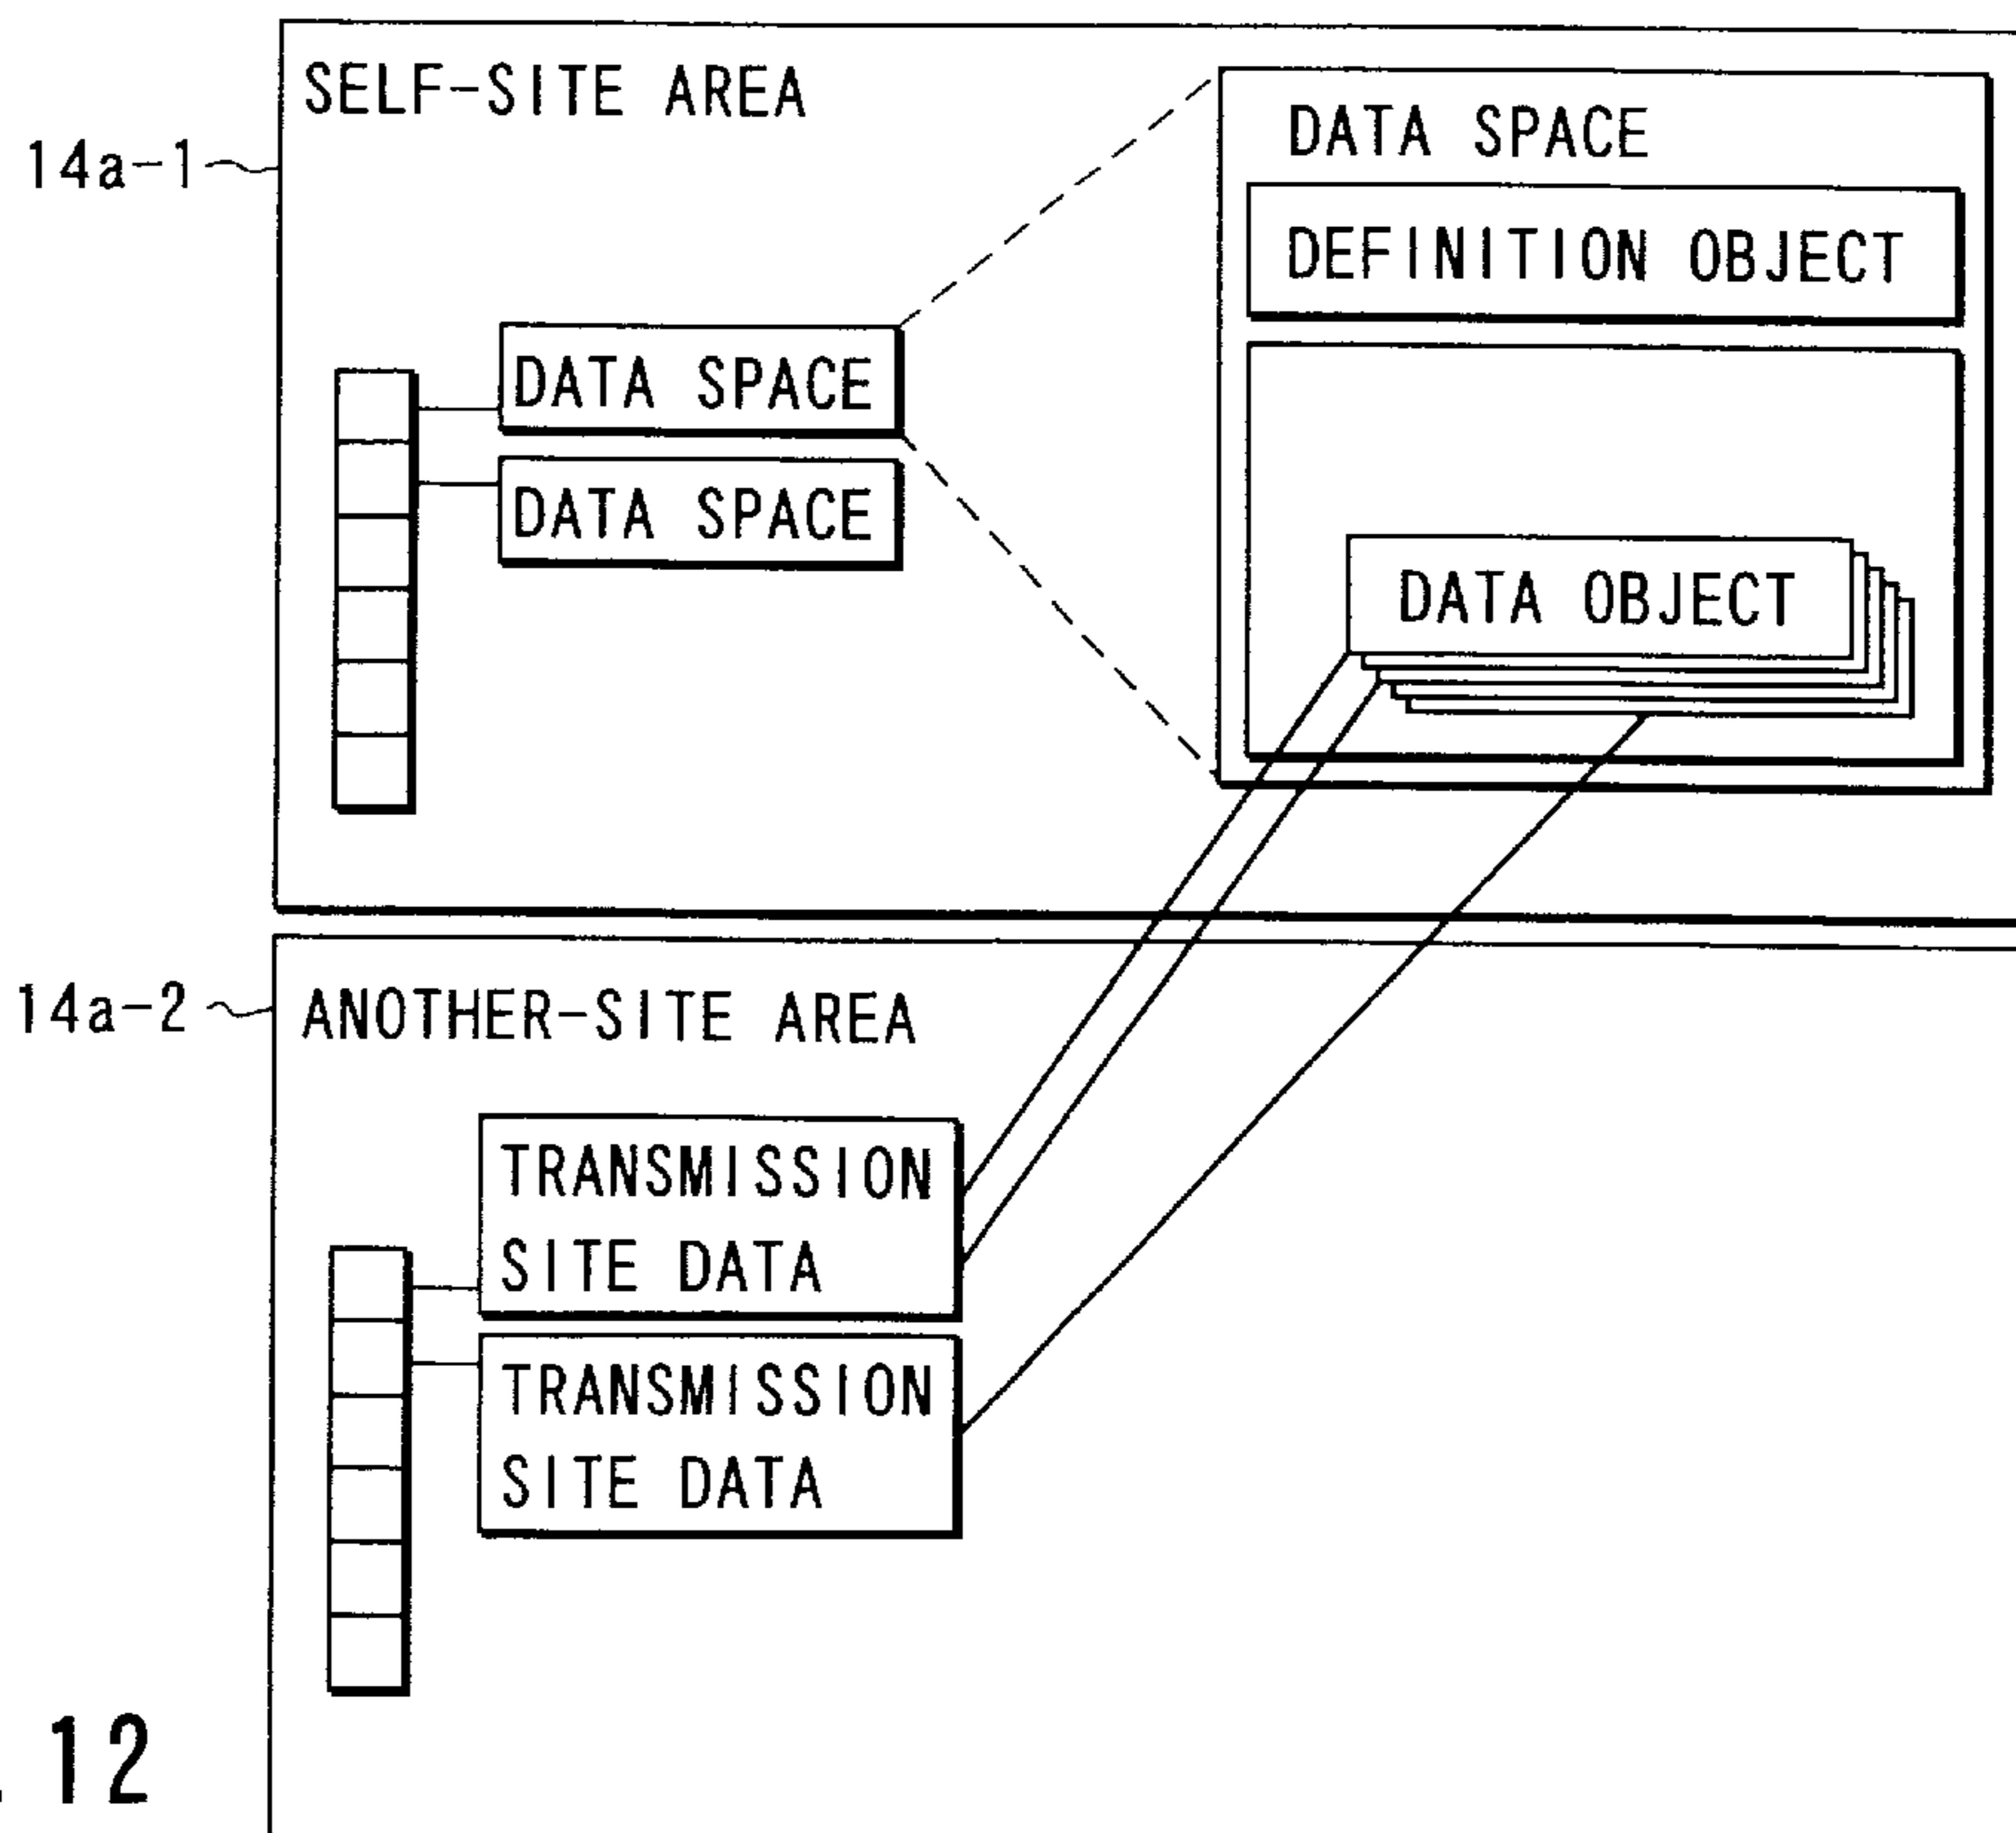 SELF-SITE AREA
14a-1
DATA SPACE
DEFINITION OBJECT
DATA SPACE
DATA SPACE
DATA OBJECT
14a-2
ANOTHER-SITE AREA
TRANSMISSION
SITE DATA
TRANSMISSION
SITE DATA
. 12